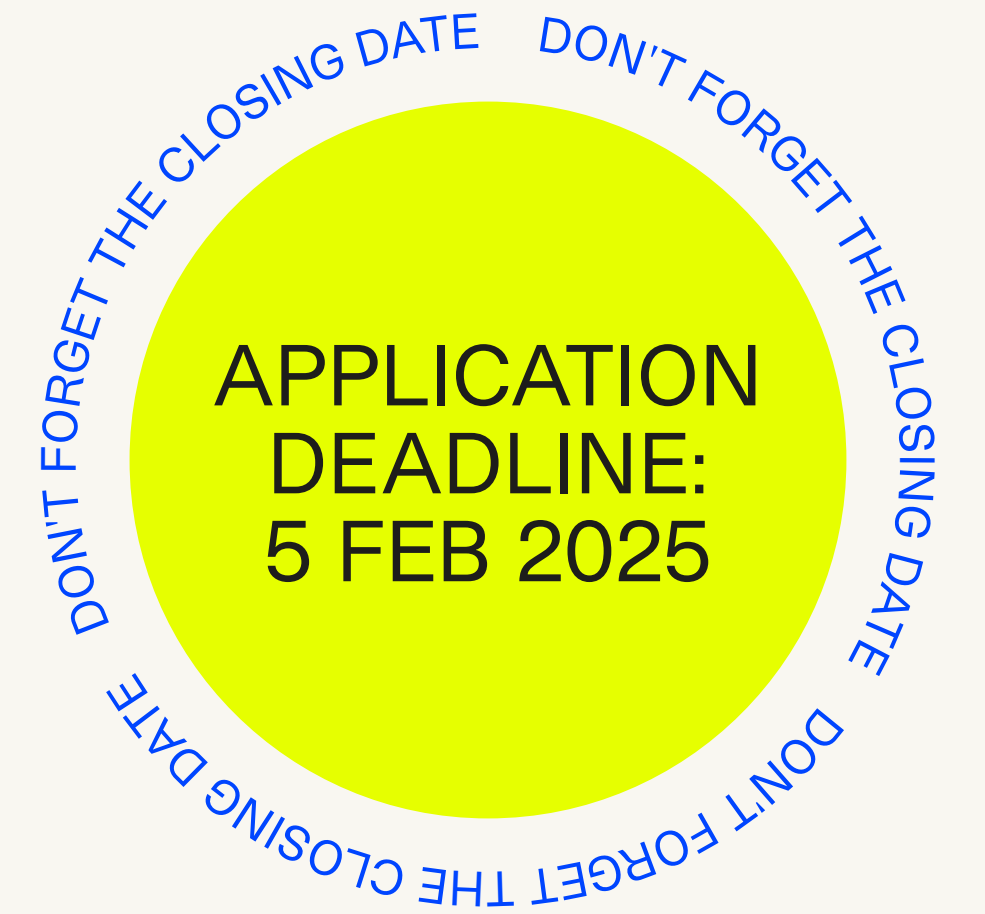 DON'T FORGET THE CLOSING DATE
DON'T FORGET THE CLOSING DATE
DON'T FORGET THE CLOSING DATE
APPLICATION
DEADLINE:
5 FEB 2025